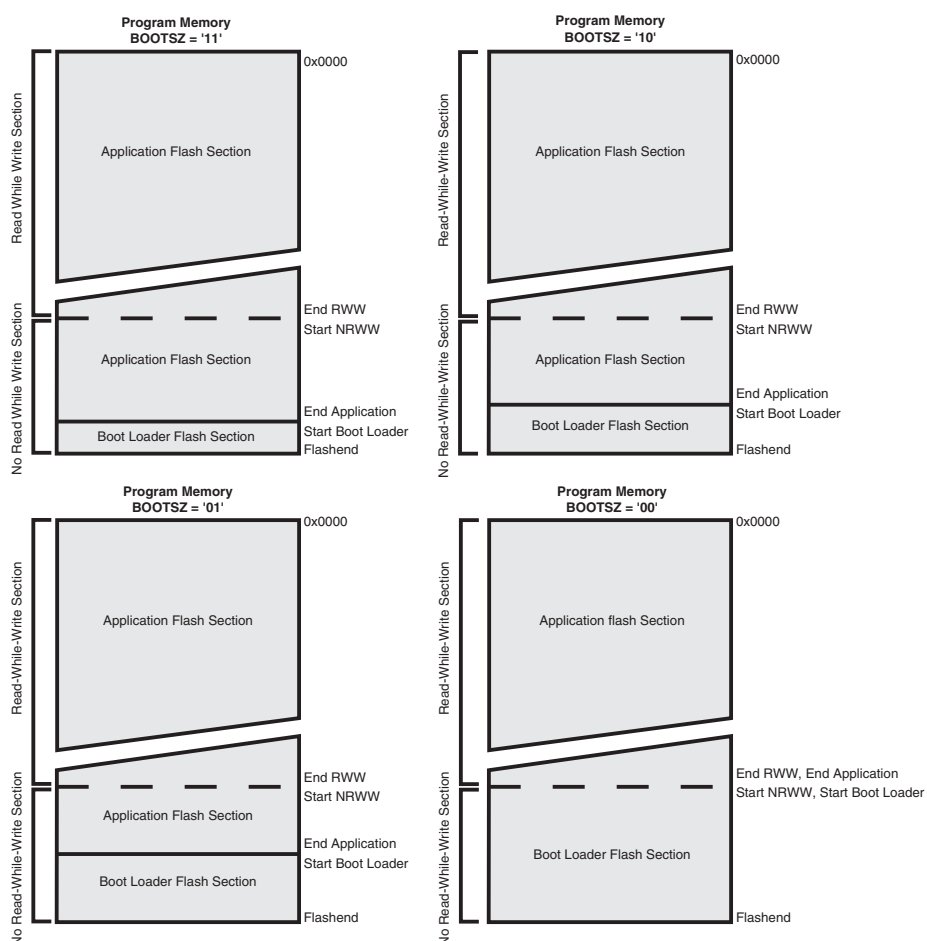 Program Memory
BOOTSZ = '11'
0x0000
Read While Write Section
Application Flash Section
End RWW
Start NRWW
No Read While Write Section
Application Flash Section
End Application
Start Boot Loader
Boot Loader Flash Section
Flashend
Program Memory
BOOTSZ = '10'
0x0000
Read-While-Write Section
Application Flash Section
End RWW
Start NRWW
No Read-While-Write Section
Application Flash Section
End Application
Start Boot Loader
Boot Loader Flash Section
Flashend
Program Memory
BOOTSZ = '01'
0x0000
Read-While-Write Section
Application Flash Section
End RWW
Start NRWW
No Read-While-Write Section
Application Flash Section
End Application
Start Boot Loader
Boot Loader Flash Section
Flashend
Program Memory
BOOTSZ = '00'
0x0000
Read-While-Write Section
Application flash Section
End RWW, End Application
Start NRWW, Start Boot Loader
No Read-While-Write Section
Boot Loader Flash Section
Flashend